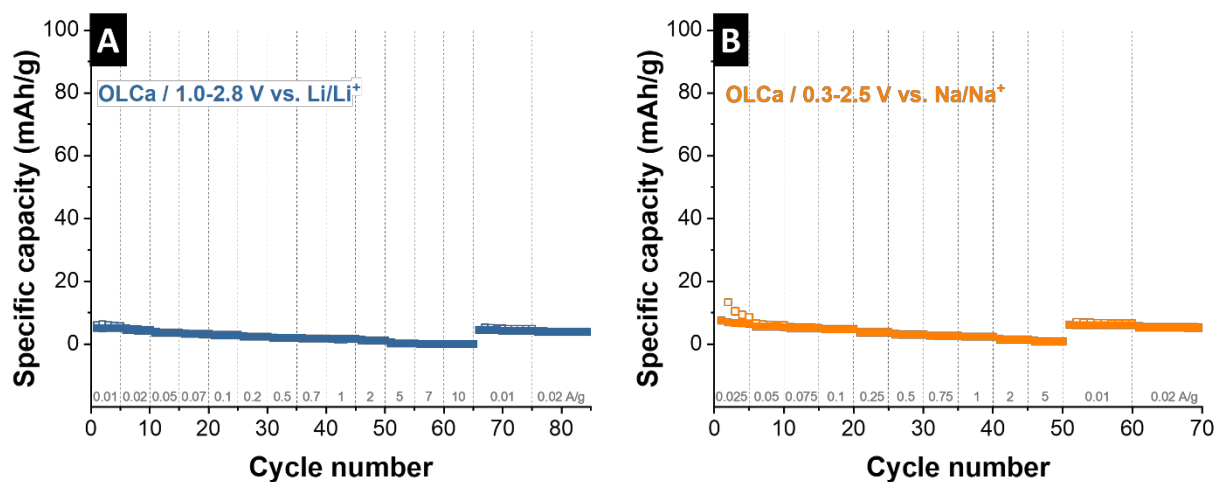 A
OLCa / 1.0-2.8 V vs. Li/Li⁺
Specific capacity (mAh/g)
100
80
60
40
20
0
0.01 0.02 0.05 0.07 0.1 0.2 0.5 0.7 1 2 5 7 10 0.01 0.02 A/g
0 10 20 30 40 50 60 70 80
Cycle number
B
OLCa / 0.3-2.5 V vs. Na/Na⁺
Specific capacity (mAh/g)
100
80
60
40
20
0
0.025 0.05 0.075 0.1 0.25 0.5 0.75 1 2 5 0.01 0.02 A/g
0 10 20 30 40 50 60 70
Cycle number